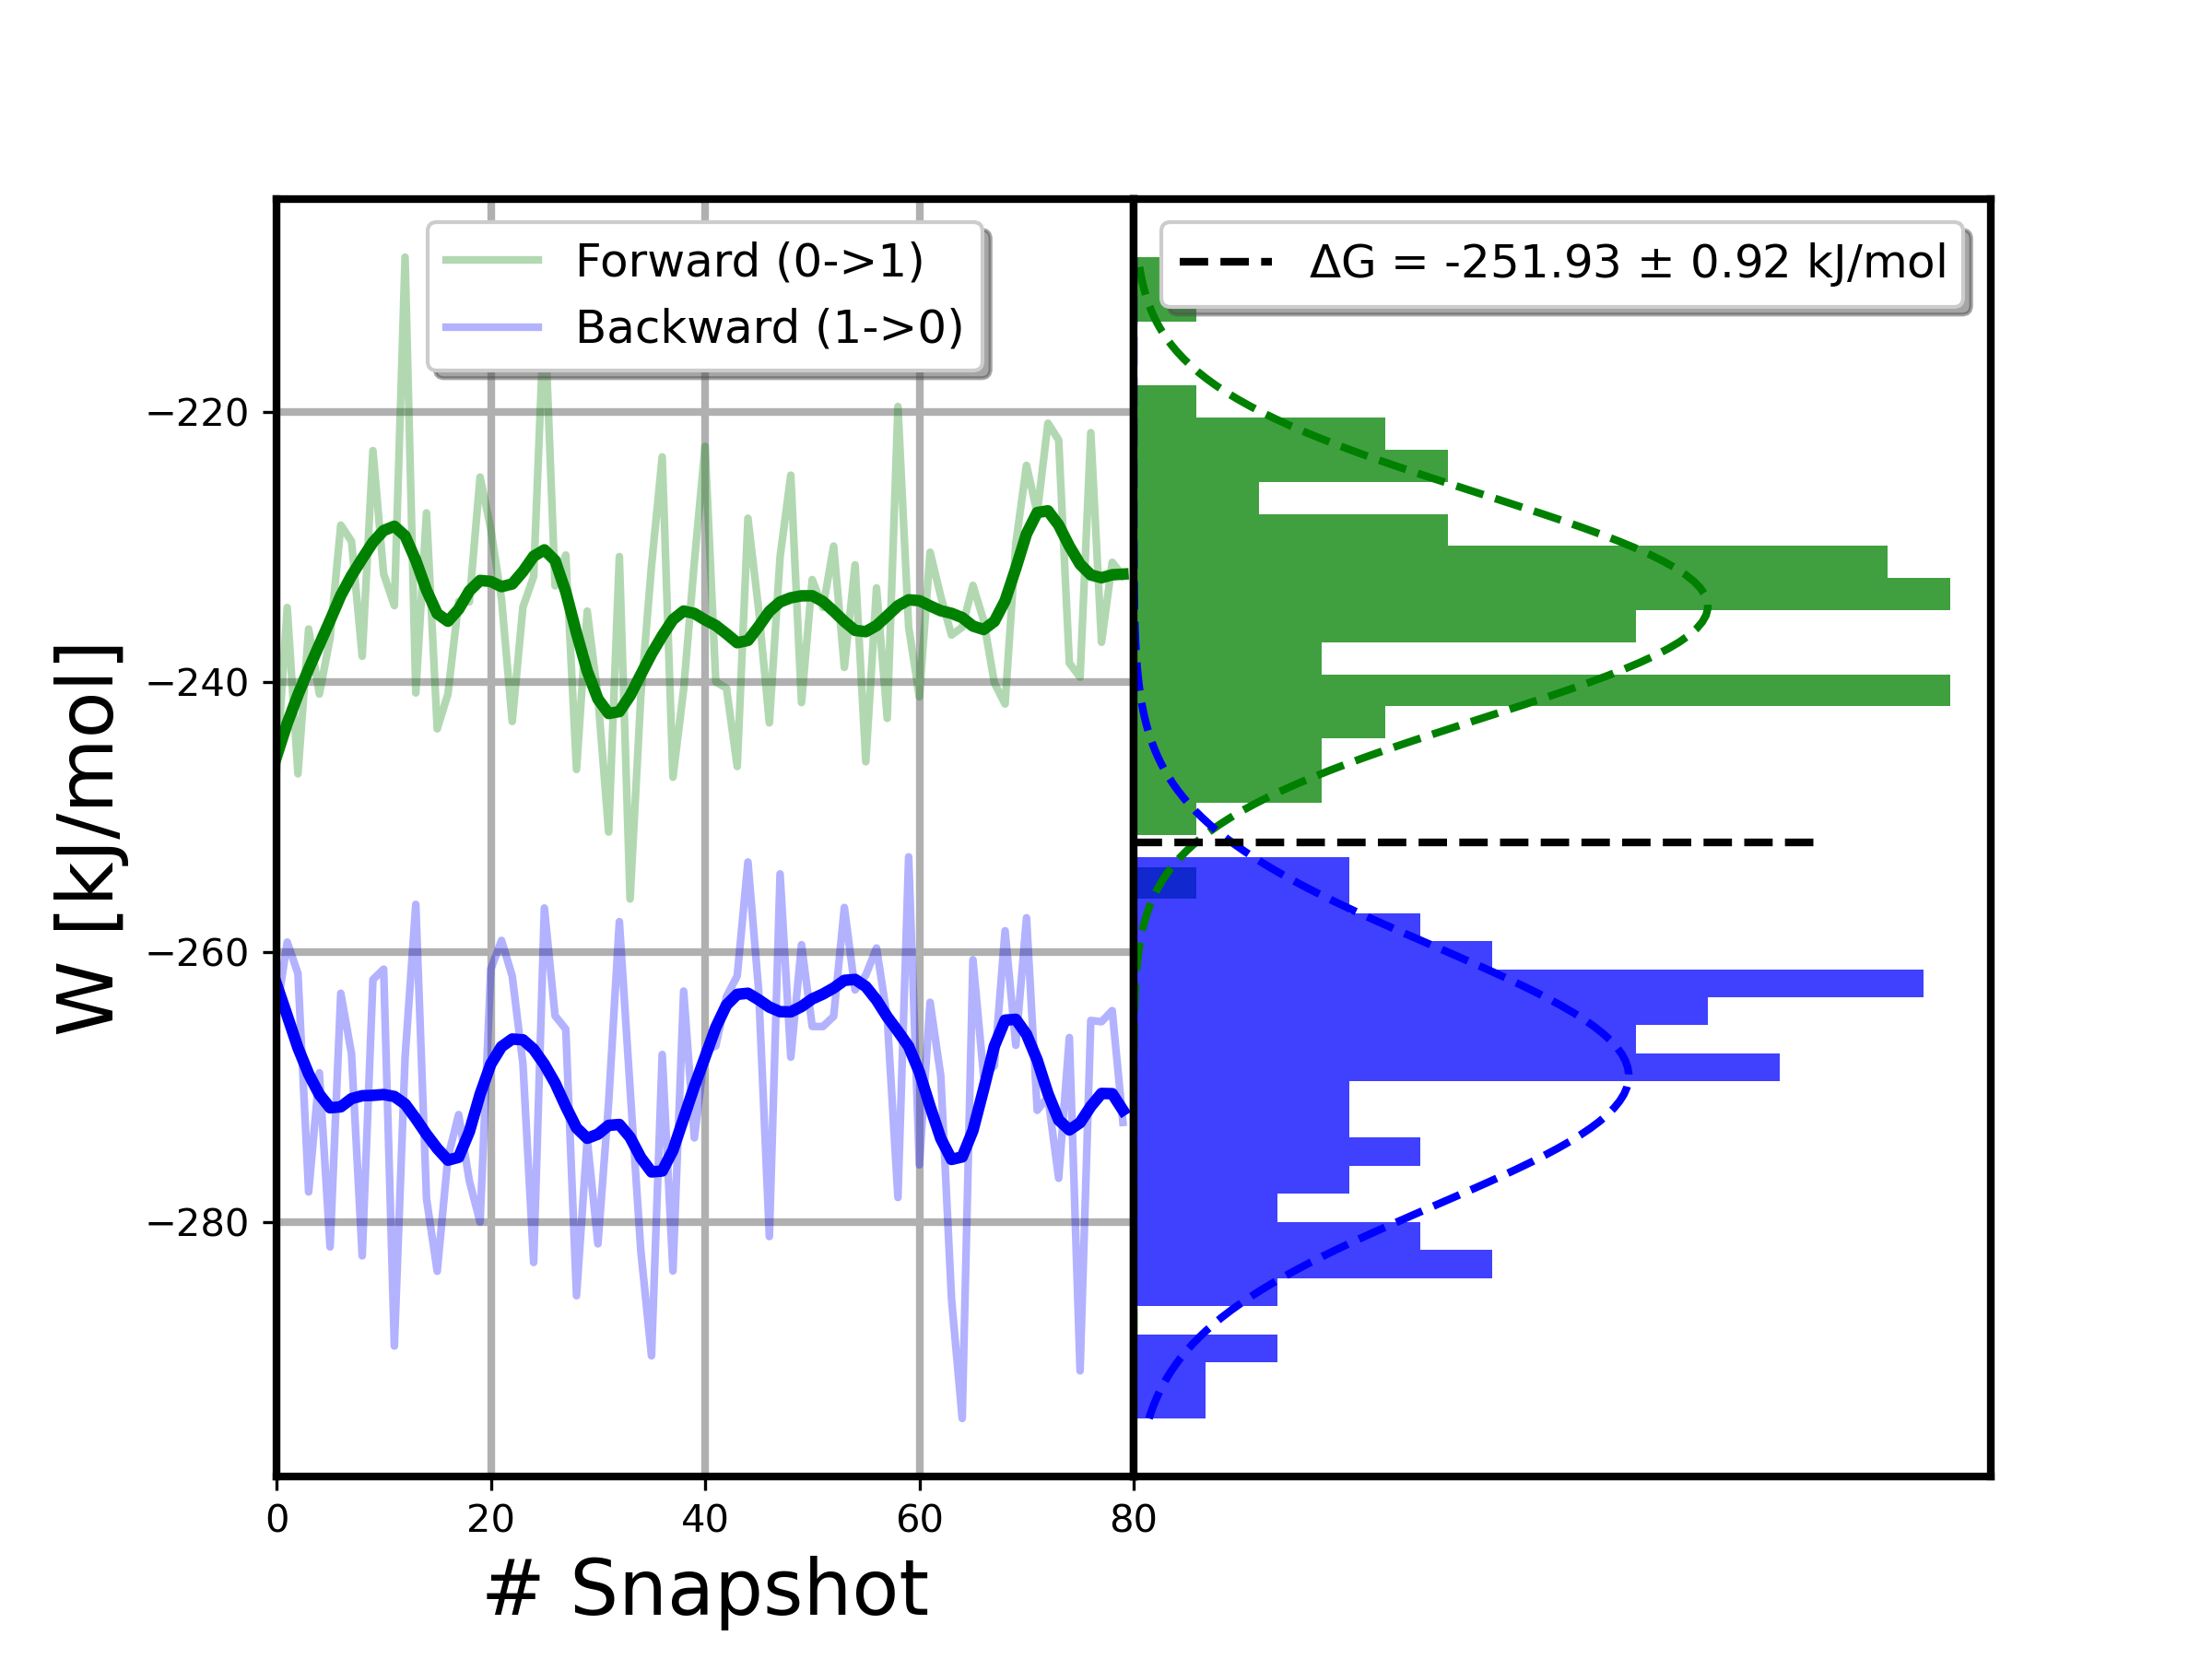 Forward (0->1)
Backward (1->0)
ΔG = -251.93 ± 0.92 kJ/mol
−220
−240
−260
−280
W [kJ/mol]
0
20
40
60
80
# Snapshot